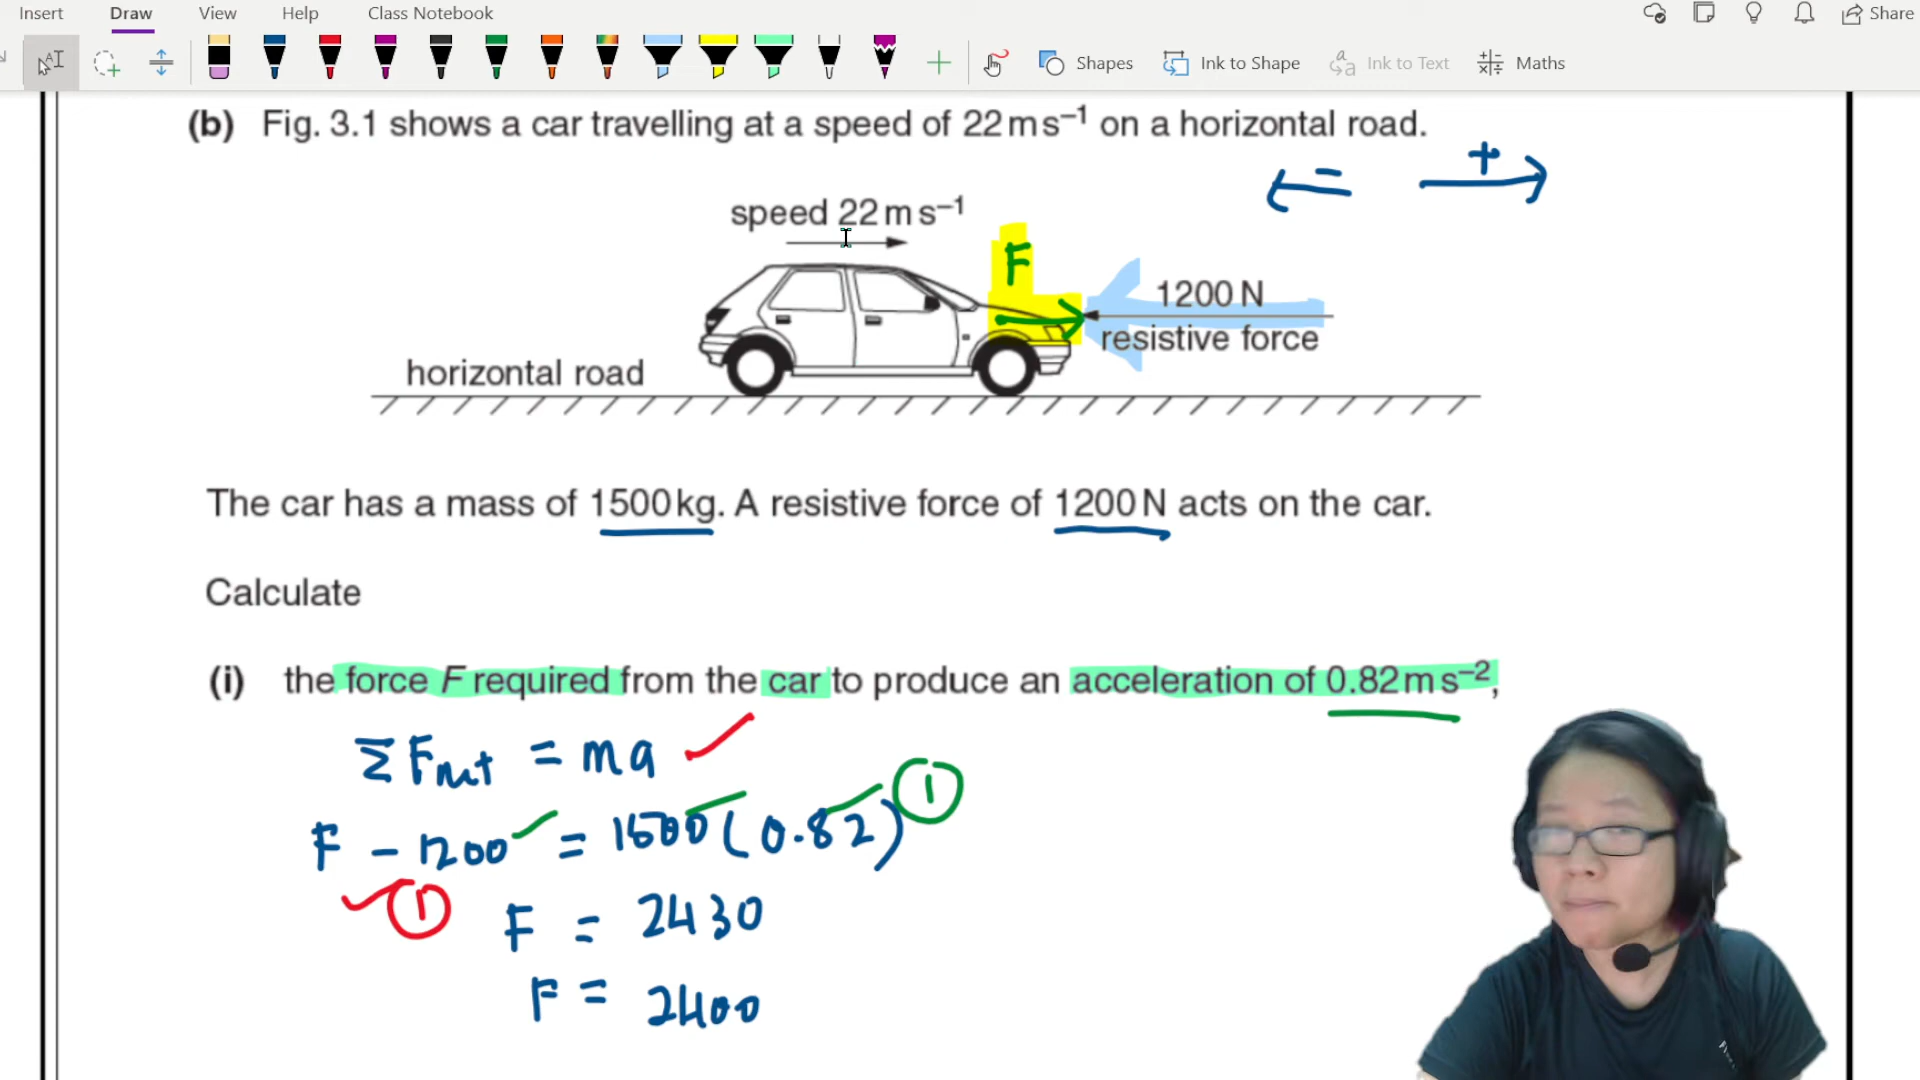 Insert Draw View Help Class Notebook Share
Shapes Ink to Shape Ink to Text Maths
(b) Fig. 3.1 shows a car travelling at a speed of 22 m s⁻¹ on a horizontal road.
← − + →
speed 22 m s⁻¹
F
1200 N
resistive force
horizontal road
The car has a mass of 1500 kg. A resistive force of 1200 N acts on the car.
Calculate
(i) the force F required from the car to produce an acceleration of 0.82 m s⁻²,
Σ Fnet = ma ✓
F − 1200 ✓ = 1500 (0.82) ①
✓ ①
F = 2430
F = 2400